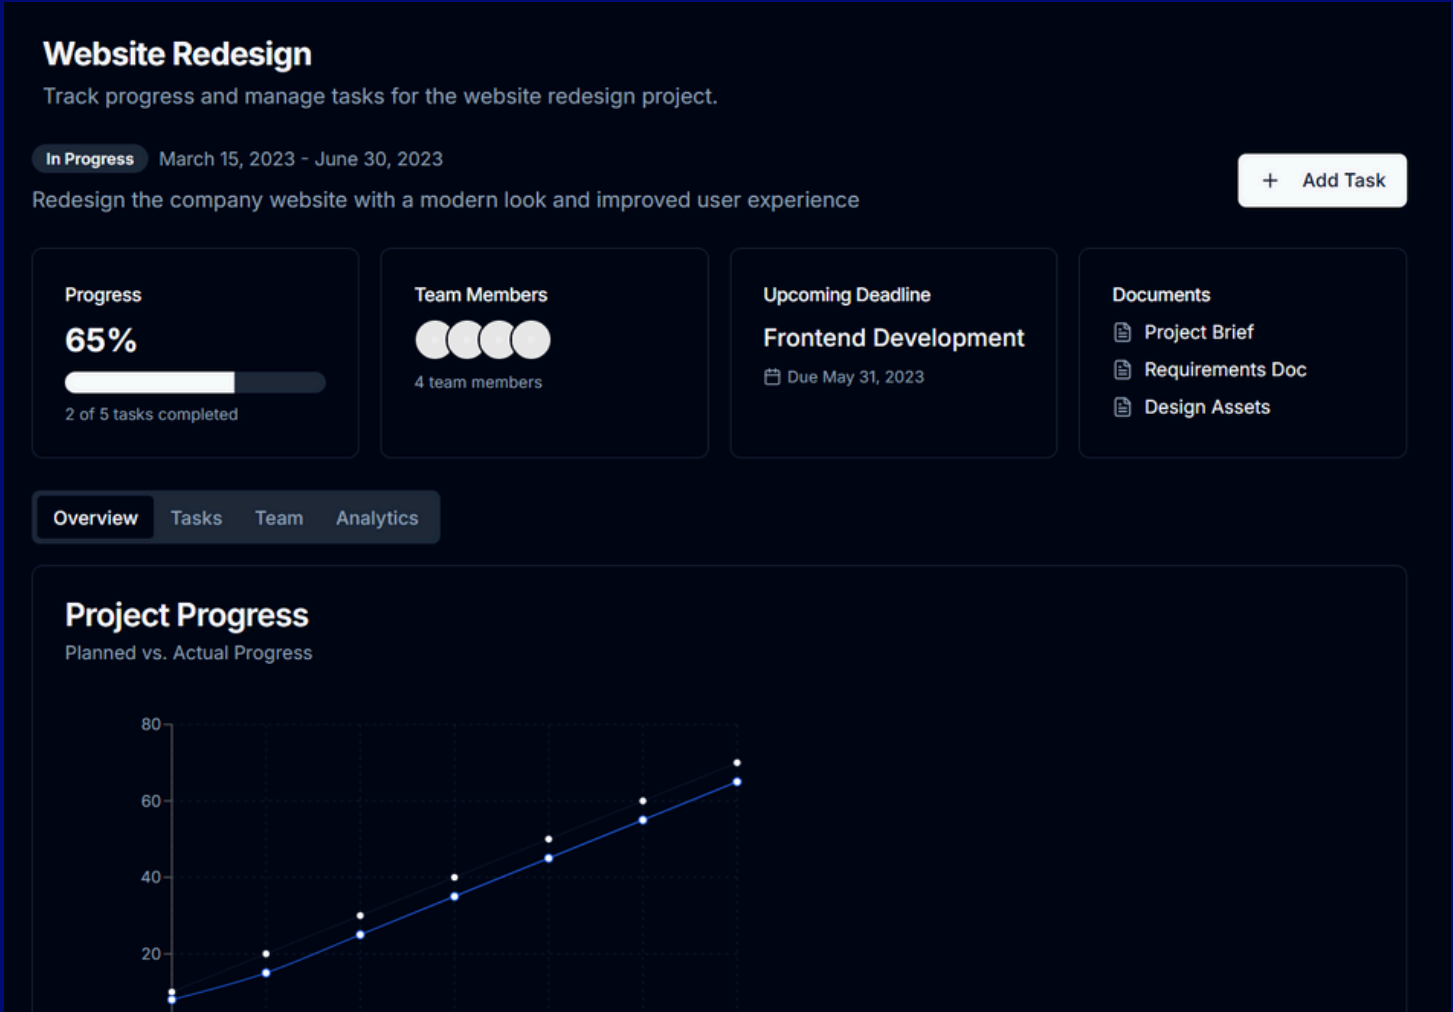 Website Redesign
Track progress and manage tasks for the website redesign project.
In Progress March 15, 2023 - June 30, 2023
Redesign the company website with a modern look and improved user experience
+ Add Task
Progress
65%
2 of 5 tasks completed
Team Members
4 team members
Upcoming Deadline
Frontend Development
Due May 31, 2023
Documents
Project Brief
Requirements Doc
Design Assets
Overview Tasks Team Analytics
Project Progress
Planned vs. Actual Progress
80
60
40
20